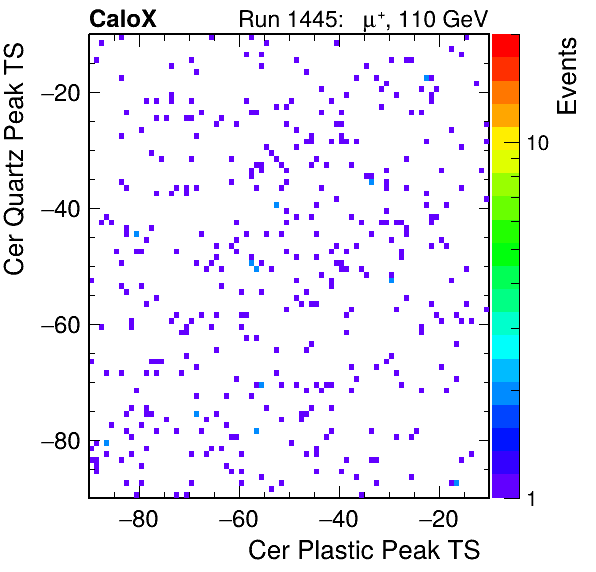 CaloX Run 1445: μ⁺, 110 GeV
Cer Quartz Peak TS
−20
−40
−60
−80
−80 −60 −40 −20
Cer Plastic Peak TS
Events
10
1